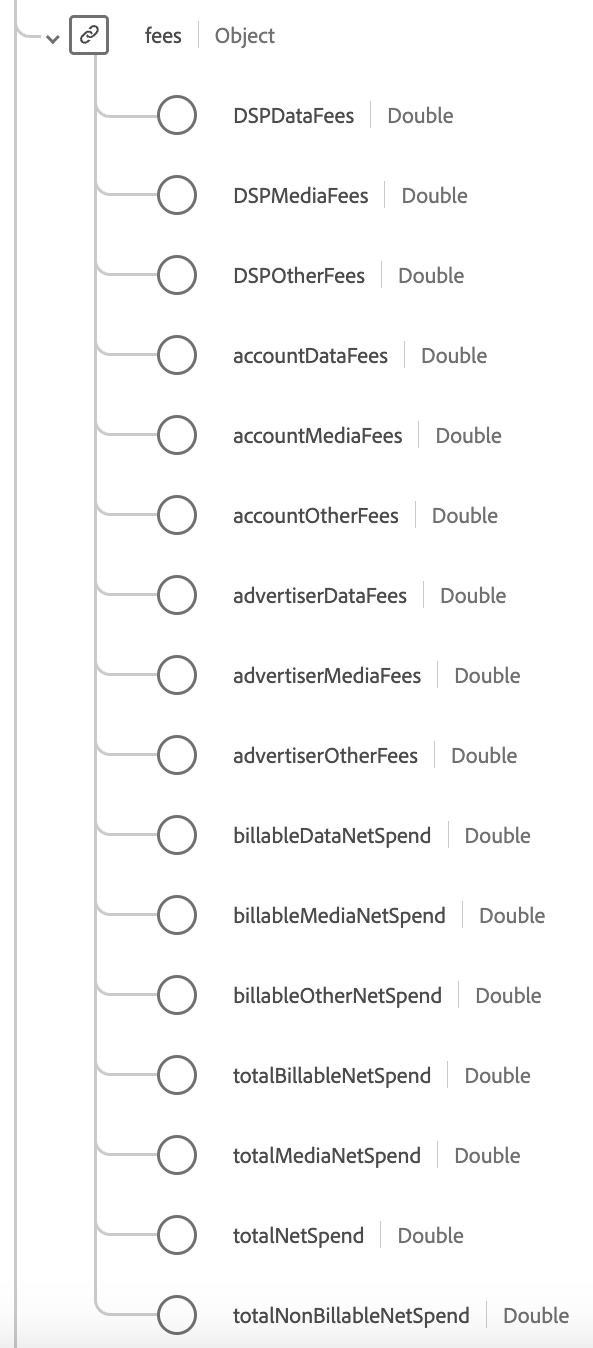 fees Object
DSPDataFees Double
DSPMediaFees Double
DSPOtherFees Double
accountDataFees Double
accountMediaFees Double
accountOtherFees Double
advertiserDataFees Double
advertiserMediaFees Double
advertiserOtherFees Double
billableDataNetSpend Double
billableMediaNetSpend Double
billableOtherNetSpend Double
totalBillableNetSpend Double
totalMediaNetSpend Double
totalNetSpend Double
totalNonBillableNetSpend Double